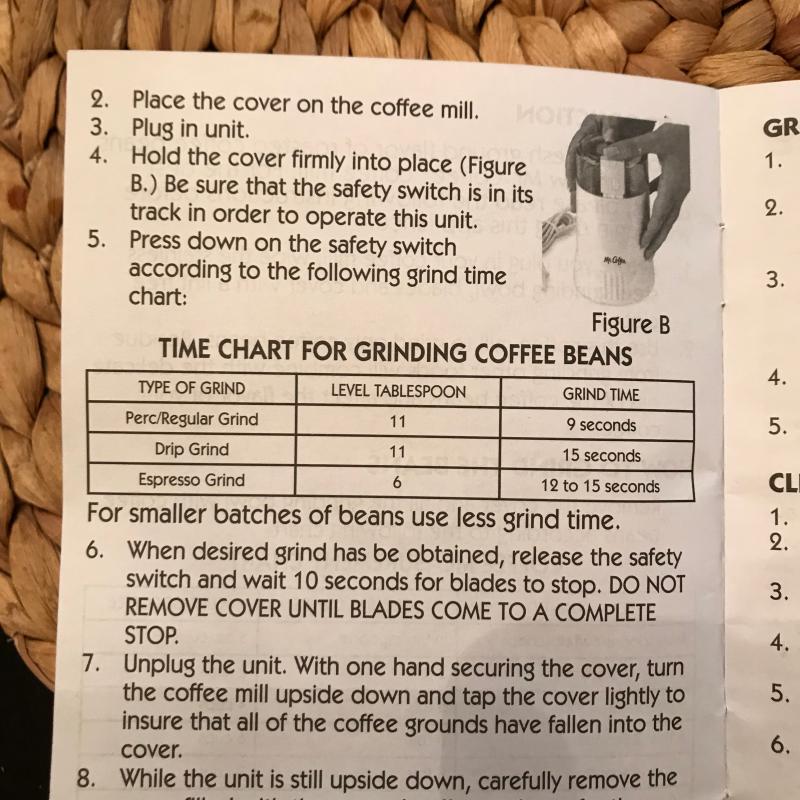 2. Place the cover on the coffee mill.
3. Plug in unit.
4. Hold the cover firmly into place (Figure
B.) Be sure that the safety switch is in its
track in order to operate this unit.
5. Press down on the safety switch
according to the following grind time
chart:
Mr. Coffee
Figure B
TIME CHART FOR GRINDING COFFEE BEANS
TYPE OF GRIND LEVEL TABLESPOON GRIND TIME
Perc/Regular Grind 11 9 seconds
Drip Grind 11 15 seconds
Espresso Grind 6 12 to 15 seconds
For smaller batches of beans use less grind time.
6. When desired grind has be obtained, release the safety
switch and wait 10 seconds for blades to stop. DO NOT
REMOVE COVER UNTIL BLADES COME TO A COMPLETE
STOP.
7. Unplug the unit. With one hand securing the cover, turn
the coffee mill upside down and tap the cover lightly to
insure that all of the coffee grounds have fallen into the
cover.
8. While the unit is still upside down, carefully remove the
GR
1.
2.
3.
4.
5.
CL
1.
2.
3.
4.
5.
6.